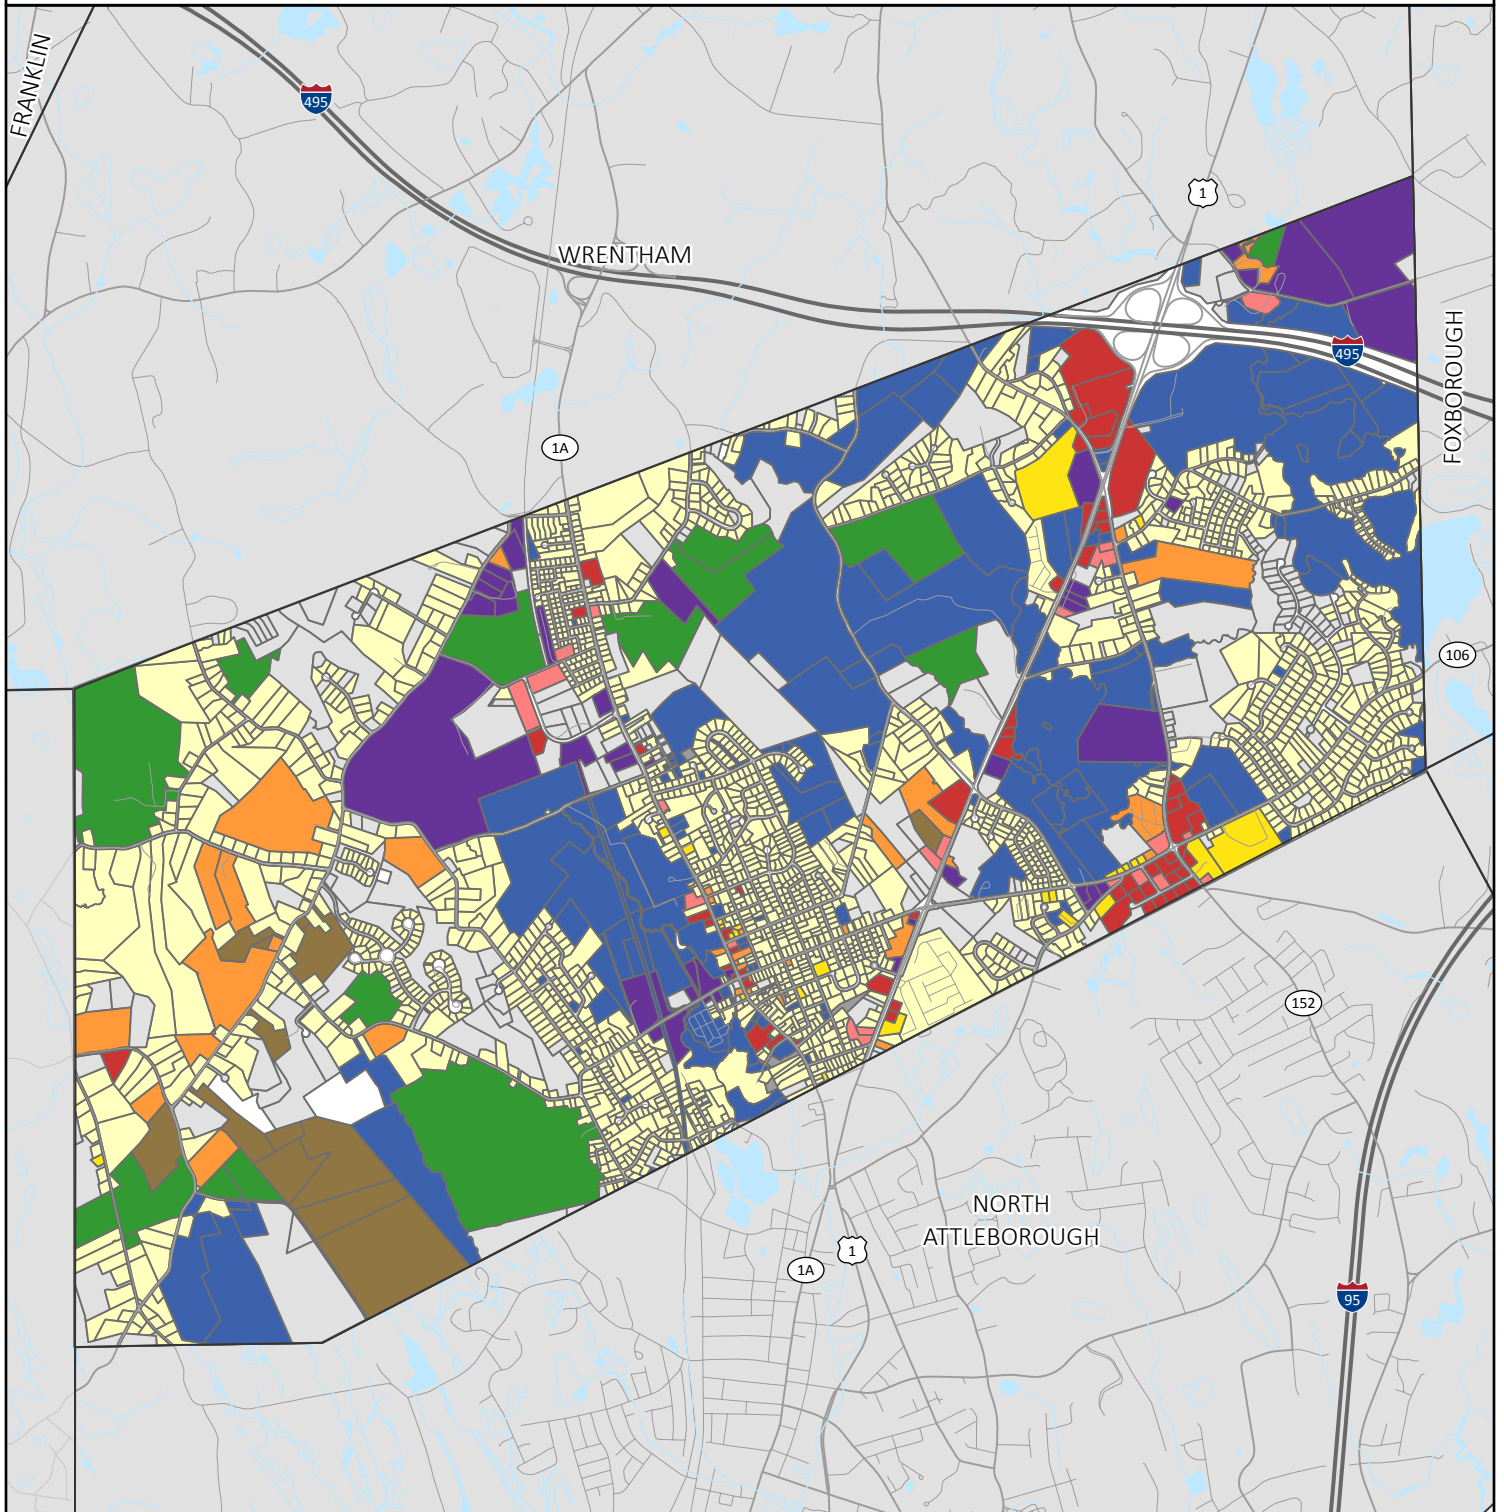 FRANKLIN
495
1
WRENTHAM
495
FOXBOROUGH
1A
106
152
NORTH
ATTLEBOROUGH
1
1A
95